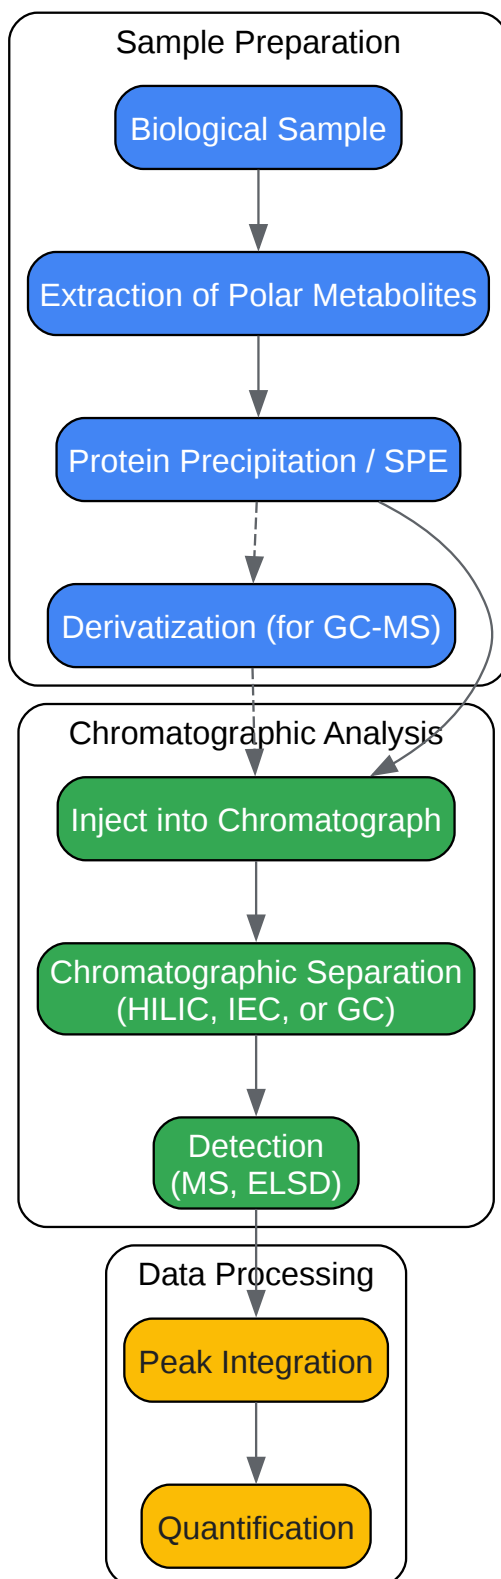 Sample Preparation
Biological Sample
Extraction of Polar Metabolites
Protein Precipitation / SPE
Derivatization (for GC-MS)
Chromatographic Analysis
Inject into Chromatograph
Chromatographic Separation
(HILIC, IEC, or GC)
Detection
(MS, ELSD)
Data Processing
Peak Integration
Quantification